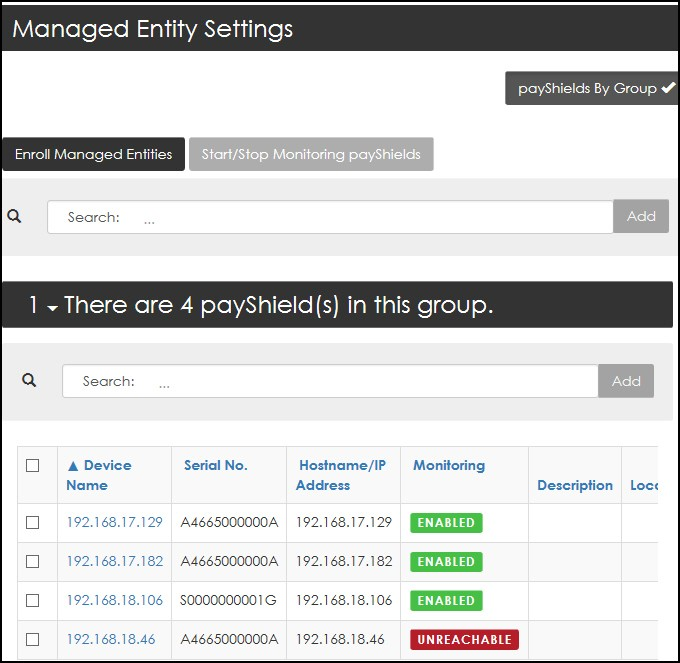 Managed Entity Settings
payShields By Group
Enroll Managed Entities Start/Stop Monitoring payShields
Search: ... Add
1 There are 4 payShield(s) in this group.
Search: ... Add
▲ Device Name Serial No. Hostname/IP Address Monitoring Description Loc
192.168.17.129 A4665000000A 192.168.17.129 ENABLED
192.168.17.182 A4665000000A 192.168.17.182 ENABLED
192.168.18.106 S0000000001G 192.168.18.106 ENABLED
192.168.18.46 A4665000000A 192.168.18.46 UNREACHABLE